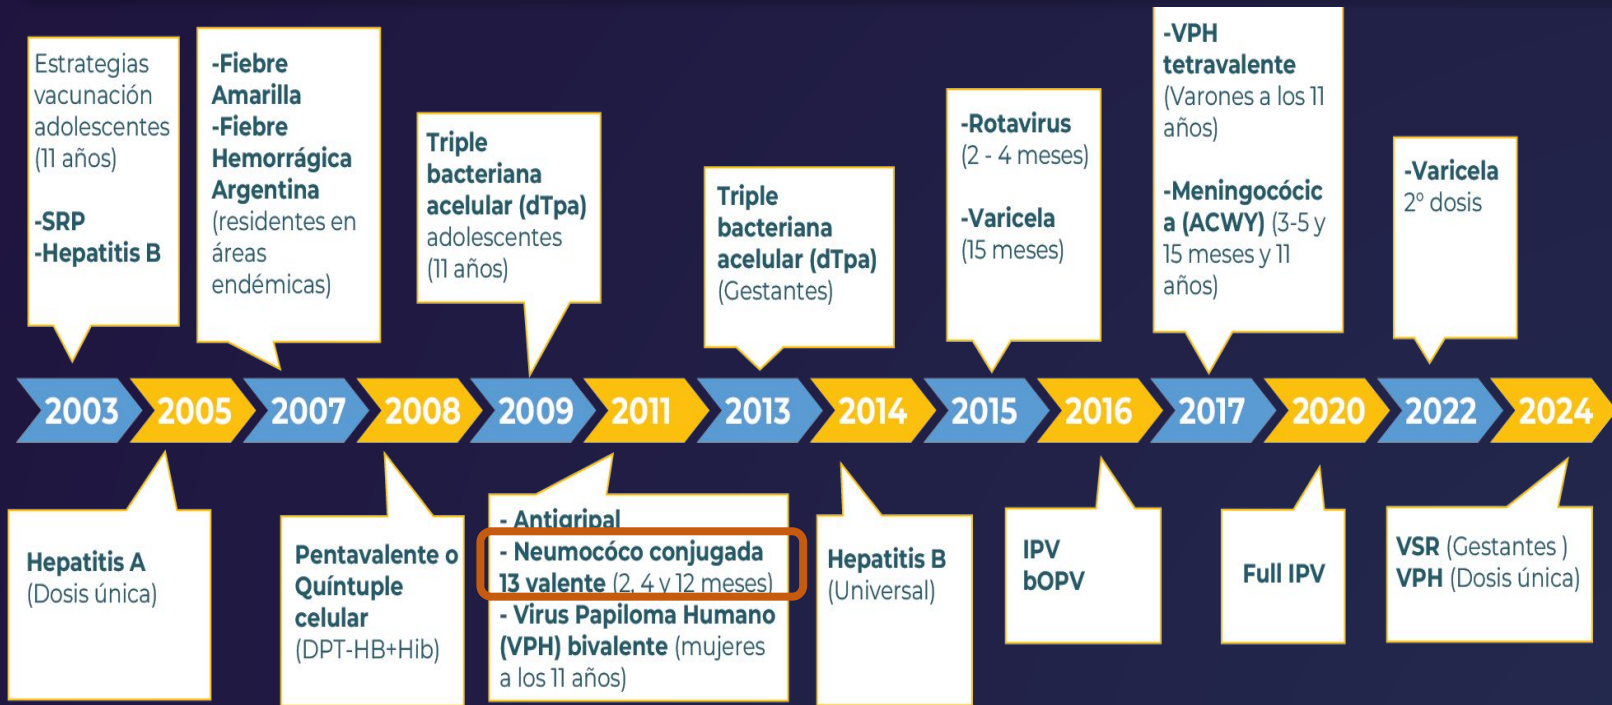 Estrategias
vacunación
adolescentes
(11 años)
-SRP
-Hepatitis B
-Fiebre
Amarilla
-Fiebre
Hemorrágica
Argentina
(residentes en
áreas
endémicas)
Triple
bacteriana
acelular (dTpa)
adolescentes
(11 años)
Triple
bacteriana
acelular (dTpa)
(Gestantes)
-Rotavirus
(2 - 4 meses)
-Varicela
(15 meses)
-VPH
tetravalente
(Varones a los 11
años)
-Meningocócic
a (ACWY) (3-5 y
15 meses y 11
años)
-Varicela
2º dosis
2003 2005 2007 2008 2009 2011 2013 2014 2015 2016 2017 2020 2022 2024
Hepatitis A
(Dosis única)
Pentavalente o
Quíntuple
celular
(DPT-HB+Hib)
- Antigripal
- Neumocóco conjugada
13 valente (2, 4 y 12 meses)
- Virus Papiloma Humano
(VPH) bivalente (mujeres
a los 11 años)
Hepatitis B
(Universal)
IPV
bOPV
Full IPV
VSR (Gestantes )
VPH (Dosis única)